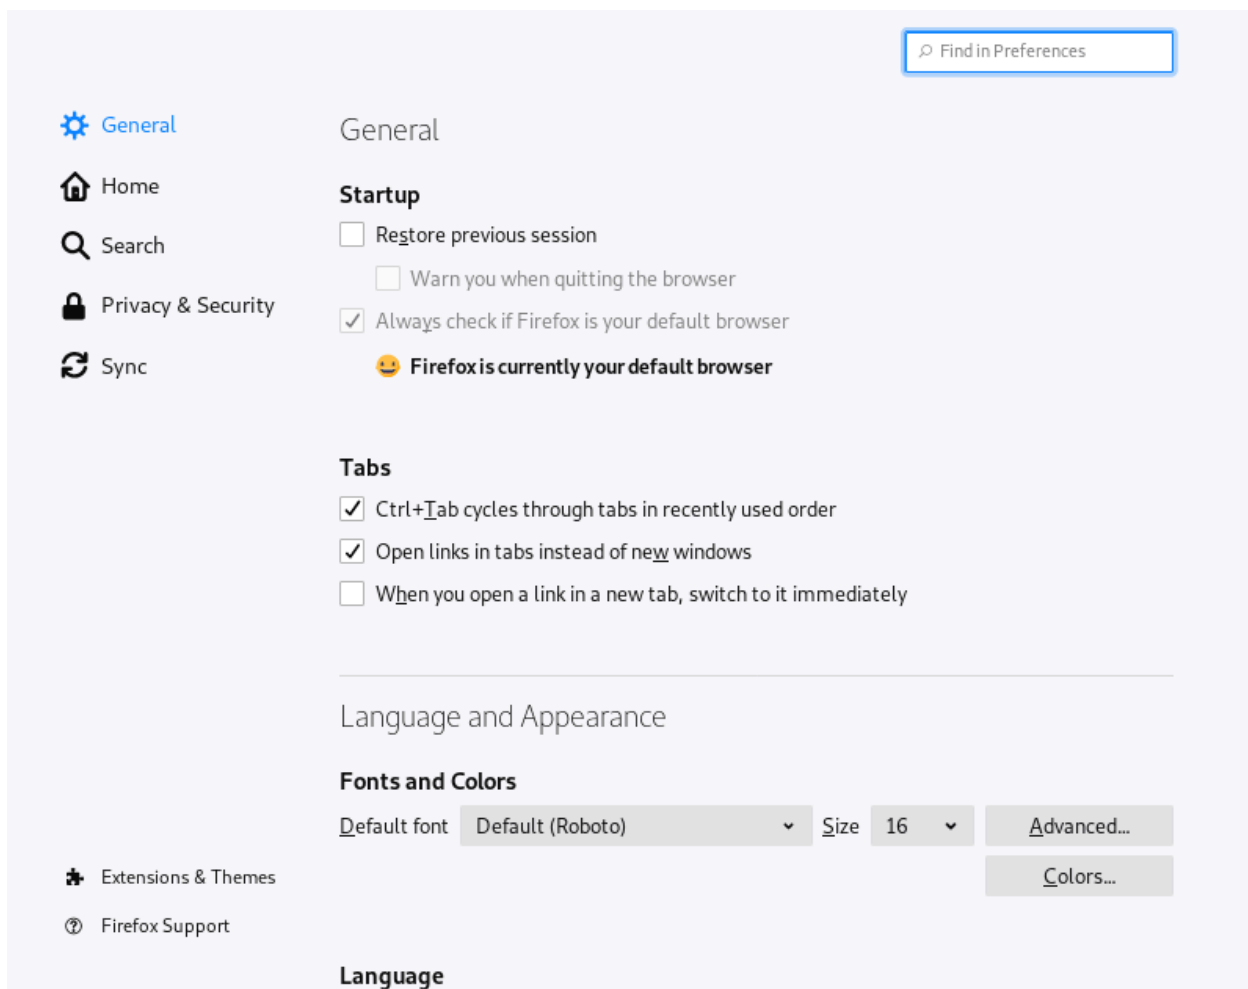 Find in Preferences
General
Home
Search
Privacy & Security
Sync
Extensions & Themes
Firefox Support
General
Startup
Restore previous session
Warn you when quitting the browser
Always check if Firefox is your default browser
Firefox is currently your default browser
Tabs
Ctrl+Tab cycles through tabs in recently used order
Open links in tabs instead of new windows
When you open a link in a new tab, switch to it immediately
Language and Appearance
Fonts and Colors
Default font Default (Roboto) Size 16 Advanced...
Colors...
Language